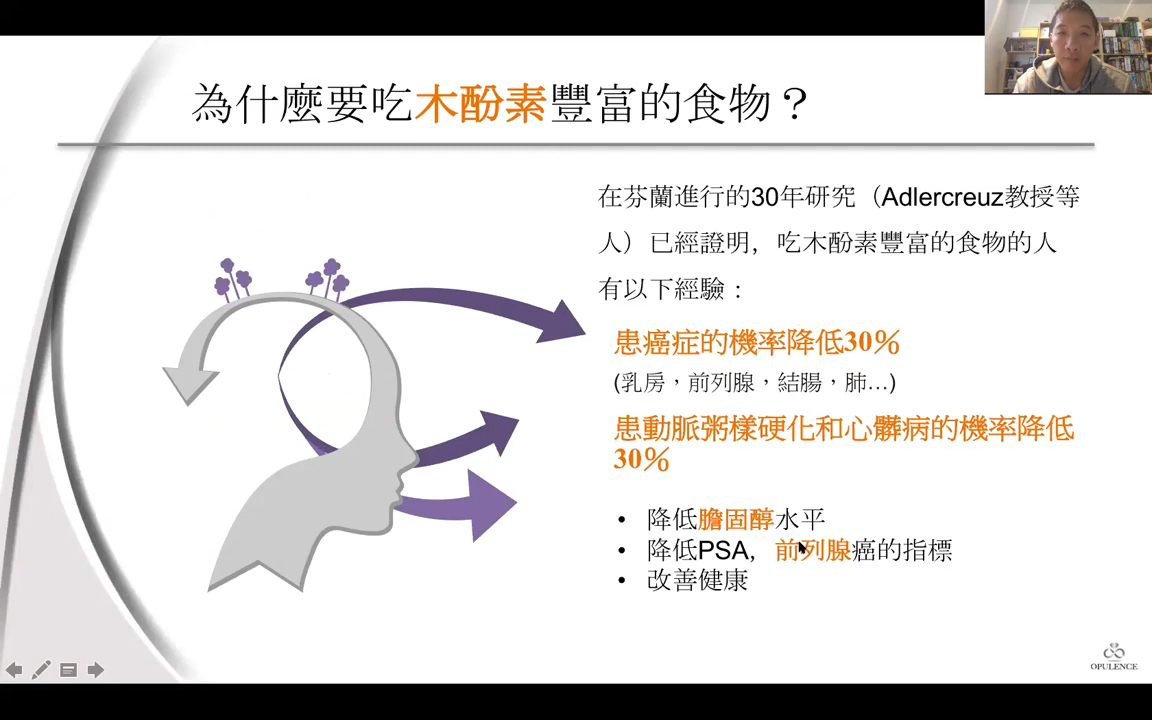 為什麼要吃木酚素豐富的食物？
在芬蘭進行的30年研究（Adlercreuz教授等
人）已經證明，吃木酚素豐富的食物的人
有以下經驗：
患癌症的機率降低30%
(乳房，前列腺，結腸，肺...)
患動脈粥樣硬化和心髒病的機率降低
30%
• 降低膽固醇水平
• 降低PSA，前列腺癌的指標
• 改善健康
OPULENCE